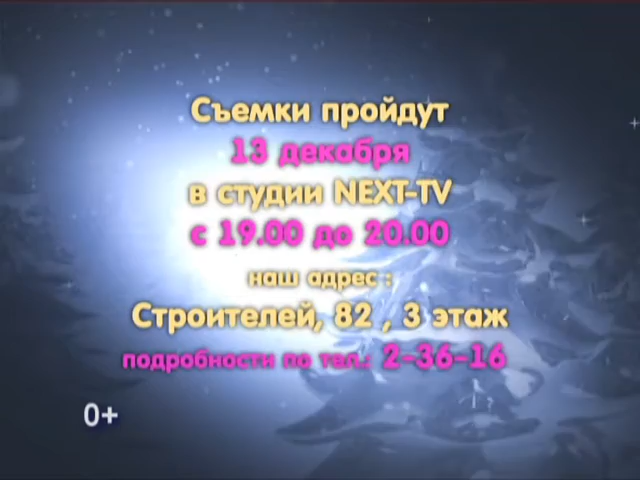 Съемки пройдут
13 декабря
в студии NEXT-TV
с 19.00 до 20.00
наш адрес :
Строителей, 82 , 3 этаж
подробности по тел.: 2-36-16
0+